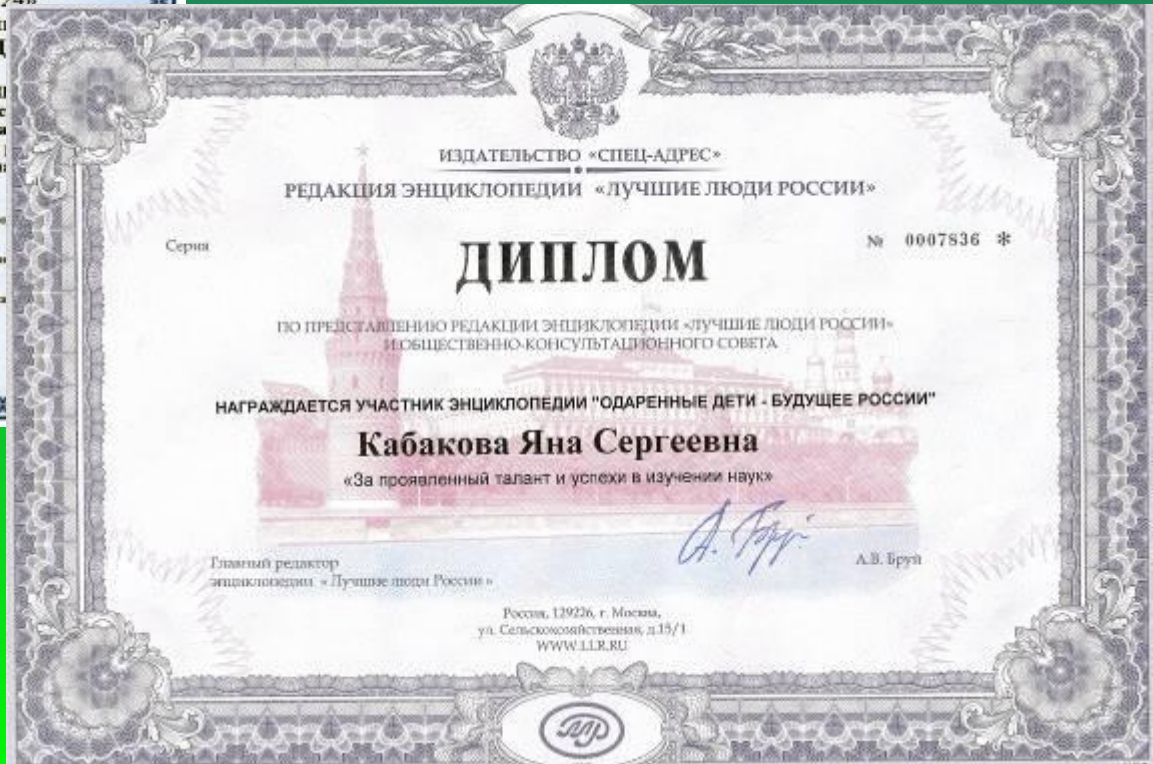 ИЗДАТЕЛЬСТВО «СПЕЦ-АДРЕС»
РЕДАКЦИЯ ЭНЦИКЛОПЕДИИ «ЛУЧШИЕ ЛЮДИ РОССИИ»
Серия
№ 0007836 *
ДИПЛОМ
ПО ПРЕДСТАВЛЕНИЮ РЕДАКЦИИ ЭНЦИКЛОПЕДИИ «ЛУЧШИЕ ЛЮДИ РОССИИ»
И ОБЩЕСТВЕННО-КОНСУЛЬТАЦИОННОГО СОВЕТА
НАГРАЖДАЕТСЯ УЧАСТНИК ЭНЦИКЛОПЕДИИ "ОДАРЕННЫЕ ДЕТИ - БУДУЩЕЕ РОССИИ"
Кабакова Яна Сергеевна
«За проявленный талант и успехи в изучении наук»
А. Бруй
Главный редактор
энциклопедии «Лучшие люди России»
А.В. Бруй
Россия, 129226, г. Москва,
ул. Сельскохозяйственная, д.15/1
WWW.LLR.RU